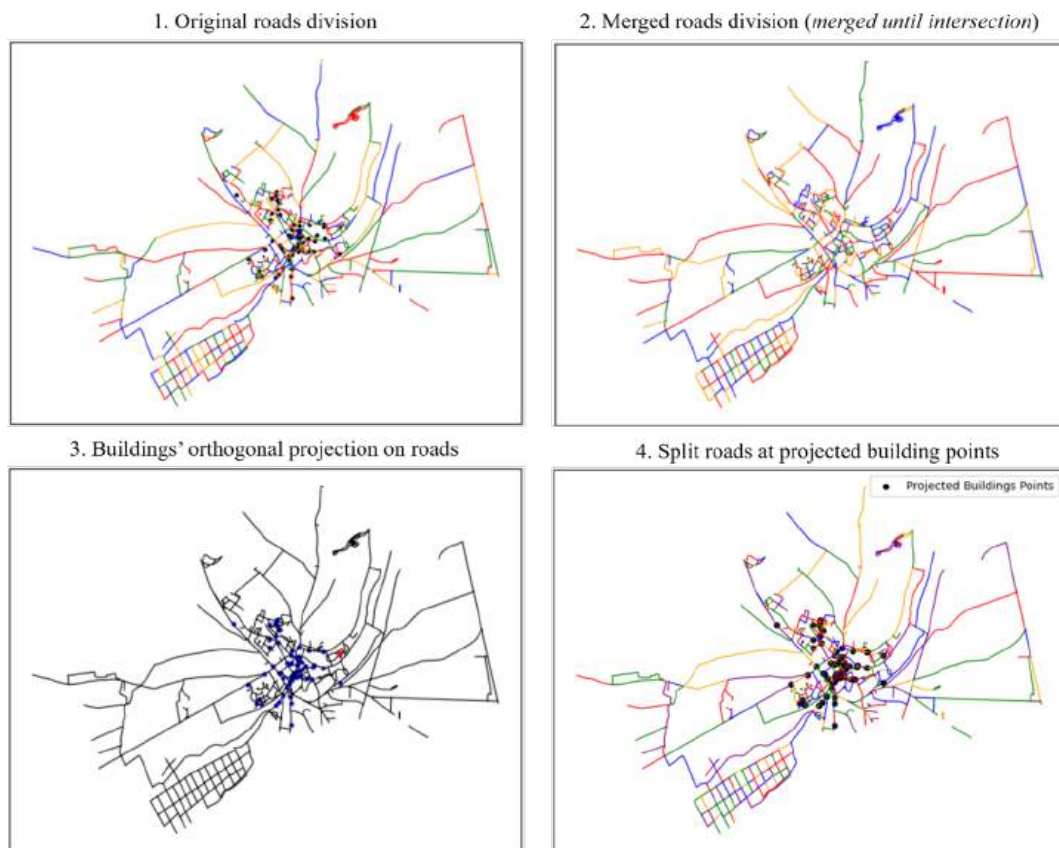 1. Original roads division
2. Merged roads division (merged until intersection)
3. Buildings’ orthogonal projection on roads
4. Split roads at projected building points
Projected Buildings Points